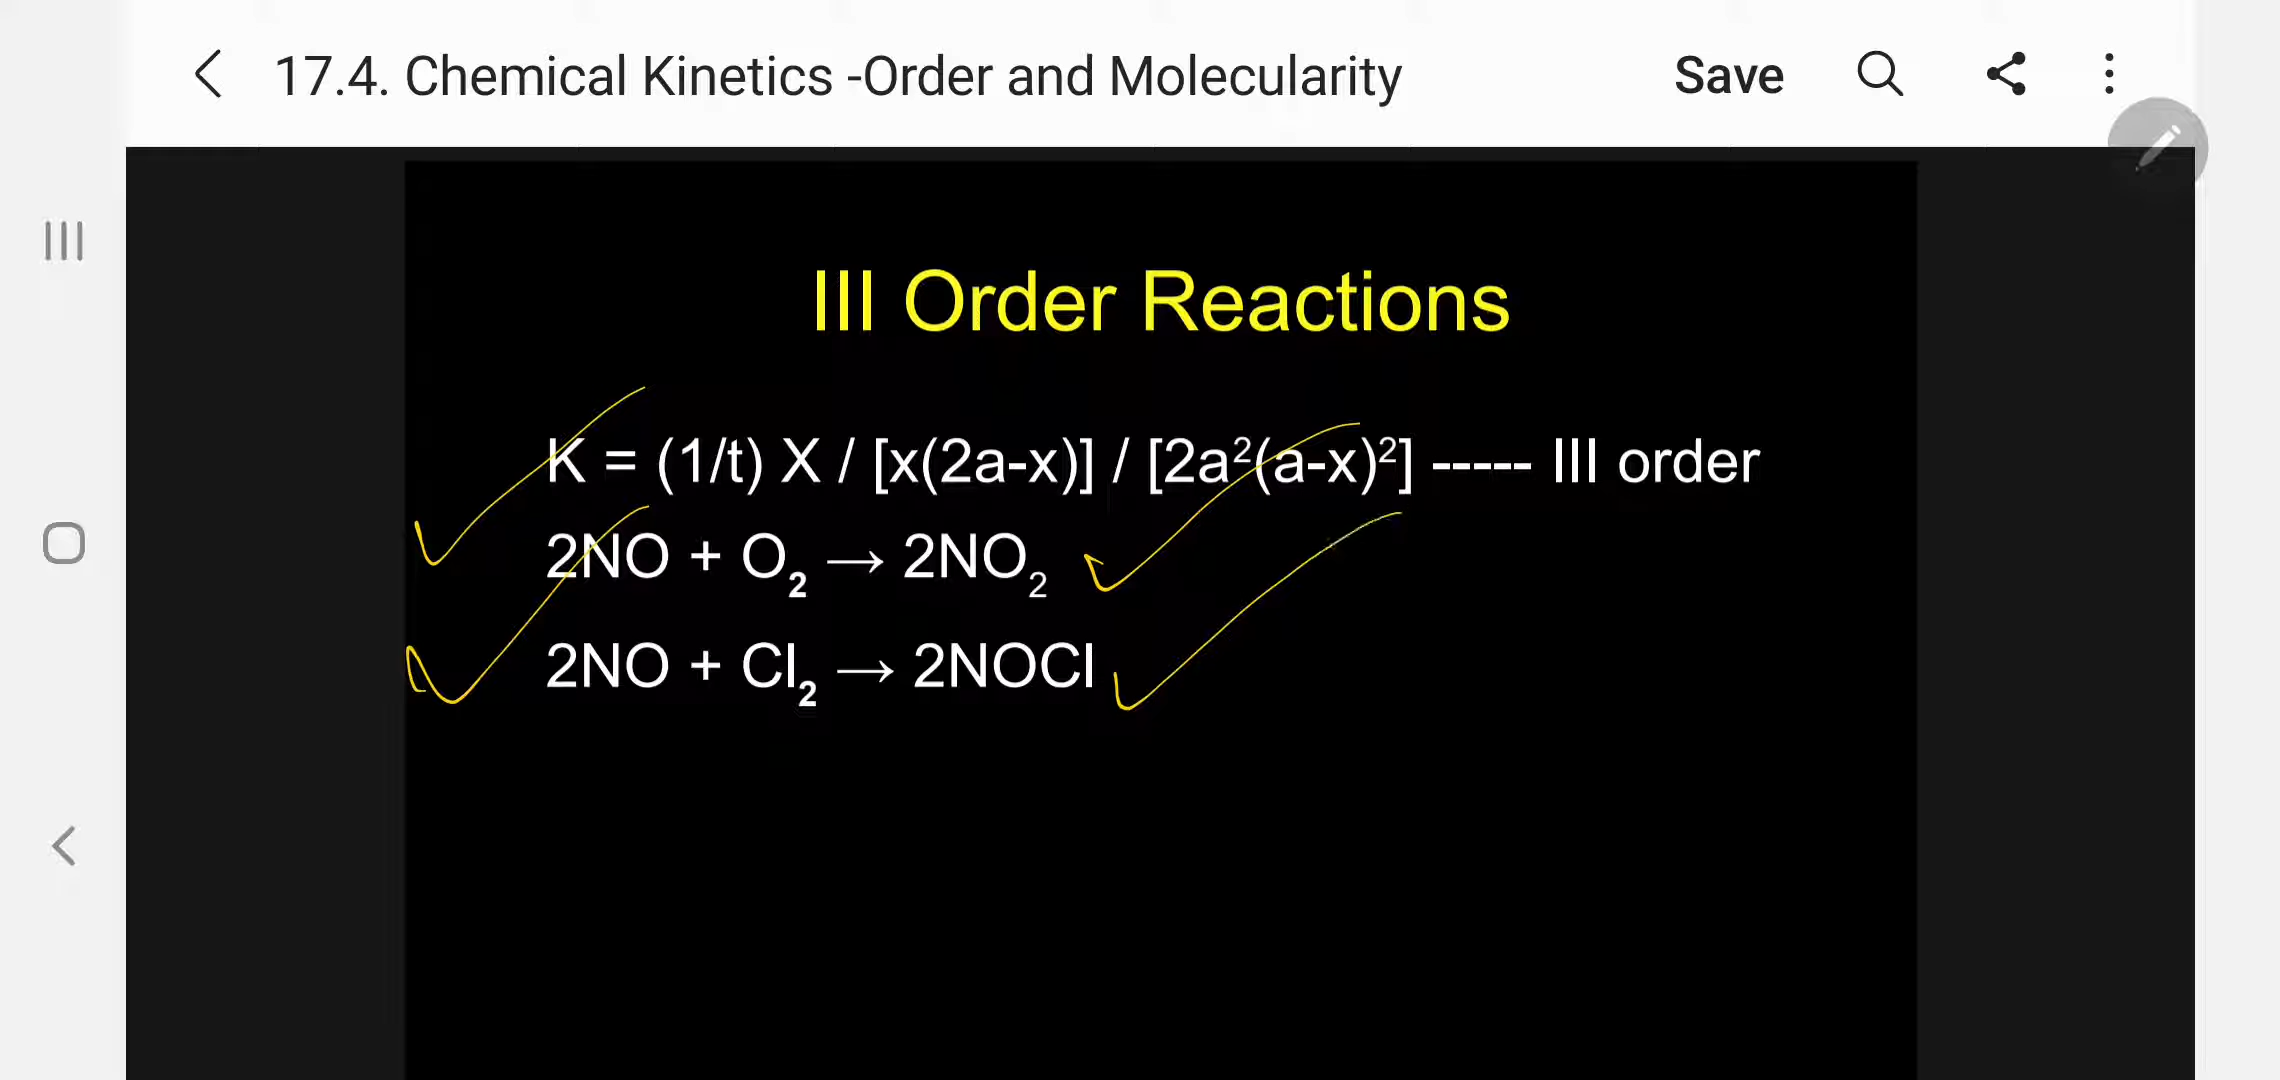 17.4. Chemical Kinetics -Order and Molecularity
Save
III Order Reactions
K = (1/t) X / [x(2a-x)] / [2a²(a-x)²] ----- III order
2NO + O₂ → 2NO₂
2NO + Cl₂ → 2NOCl